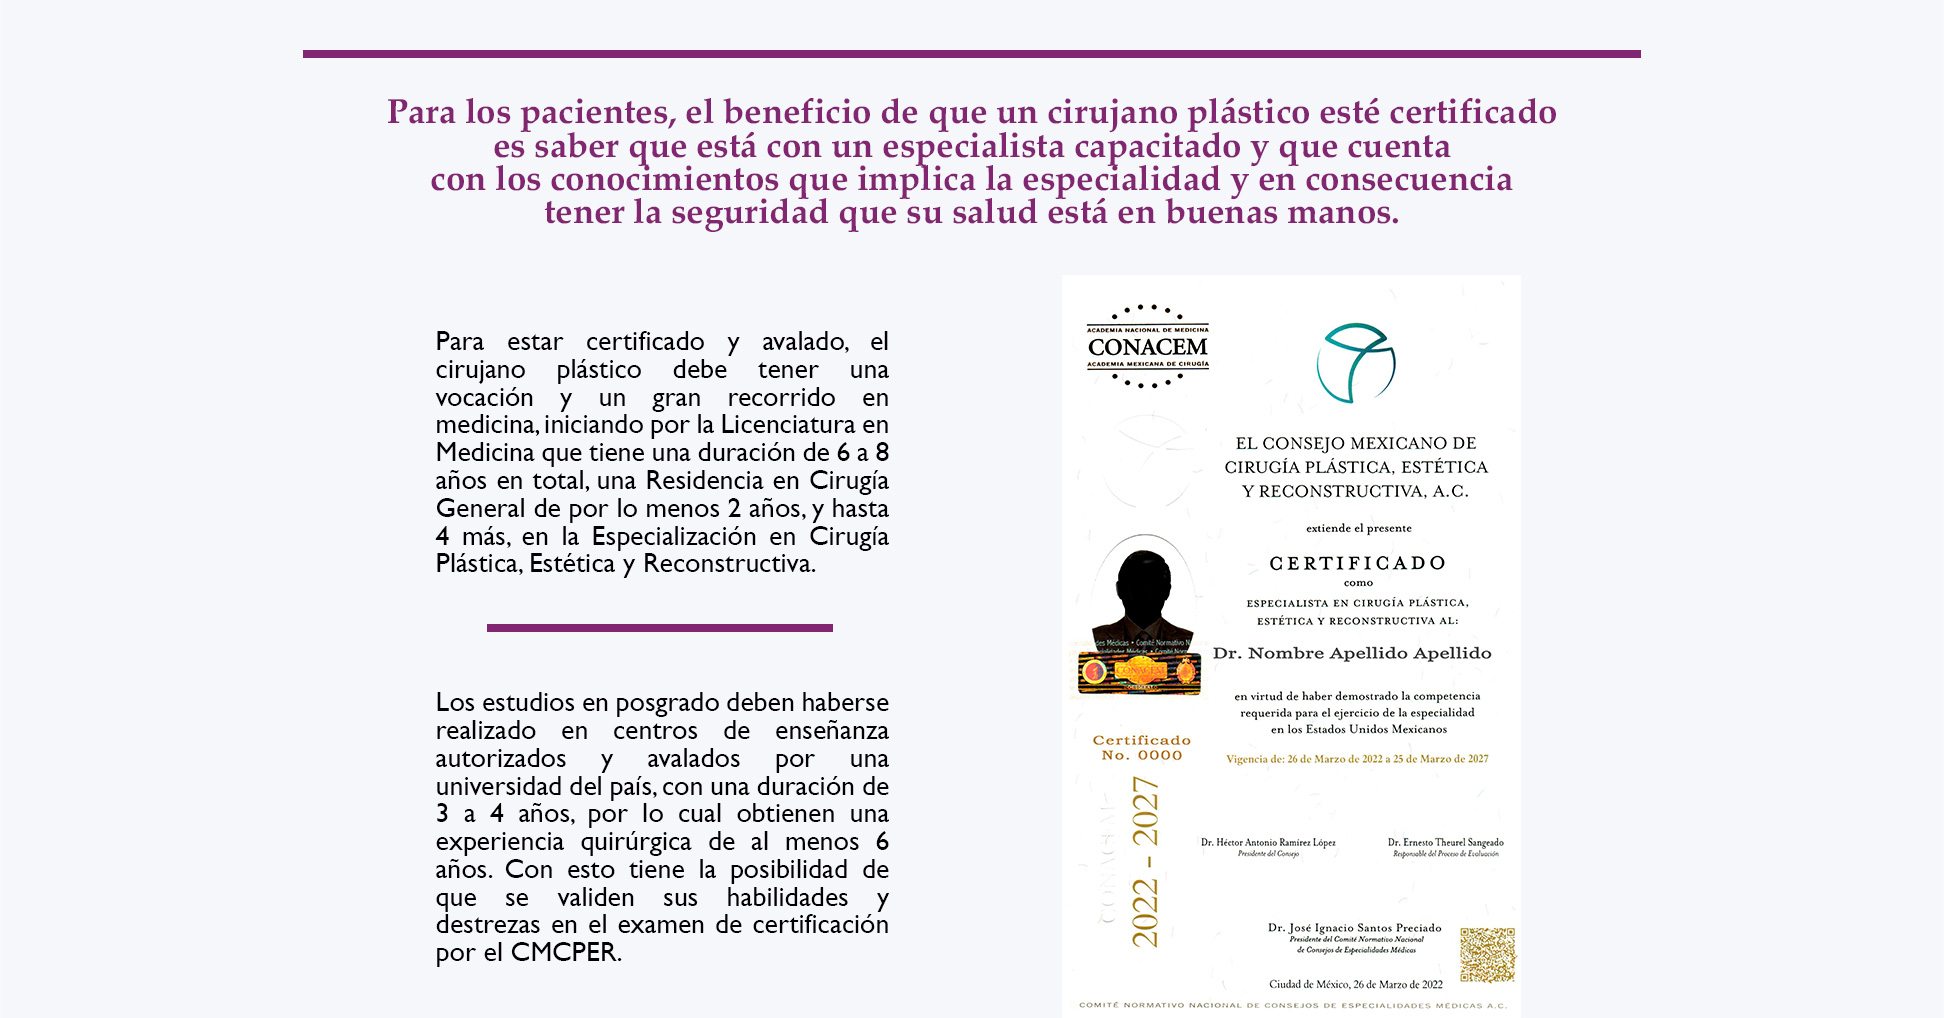 Para los pacientes, el beneficio de que un cirujano plástico esté certificado
es saber que está con un especialista capacitado y que cuenta
con los conocimientos que implica la especialidad y en consecuencia
tener la seguridad que su salud está en buenas manos.
Para estar certificado y avalado, el
cirujano plástico debe tener una
vocación y un gran recorrido en
medicina, iniciando por la Licenciatura en
Medicina que tiene una duración de 6 a 8
años en total, una Residencia en Cirugía
General de por lo menos 2 años, y hasta
4 más, en la Especialización en Cirugía
Plástica, Estética y Reconstructiva.
Los estudios en posgrado deben haberse
realizado en centros de enseñanza
autorizados y avalados por una
universidad del país, con una duración de
3 a 4 años, por lo cual obtienen una
experiencia quirúrgica de al menos 6
años. Con esto tiene la posibilidad de
que se validen sus habilidades y
destrezas en el examen de certificación
por el CMCPER.
ACADEMIA NACIONAL DE MEDICINA
CONACEM
ACADEMIA MEXICANA DE CIRUGÍA
EL CONSEJO MEXICANO DE
CIRUGÍA PLÁSTICA, ESTÉTICA
Y RECONSTRUCTIVA, A.C.
extiende el presente
CERTIFICADO
como
ESPECIALISTA EN CIRUGÍA PLÁSTICA,
ESTÉTICA Y RECONSTRUCTIVA AL:
Dr. Nombre Apellido Apellido
en virtud de haber demostrado la competencia
requerida para el ejercicio de la especialidad
en los Estados Unidos Mexicanos
Vigencia de: 26 de Marzo de 2022 a 25 de Marzo de 2027
Médicas • Comité Normativo
CONACEM
Certificado
No. 0000
2022 - 2027
CONACEM
Dr. Héctor Antonio Ramírez López
Presidente del Consejo
Dr. Ernesto Theurel Sangeado
Responsable del Proceso de Evaluación
Dr. José Ignacio Santos Preciado
Presidente del Comité Normativo Nacional
de Consejos de Especialidades Médicas
Ciudad de México, 26 de Marzo de 2022
COMITÉ NORMATIVO NACIONAL DE CONSEJOS DE ESPECIALIDADES MÉDICAS A.C.